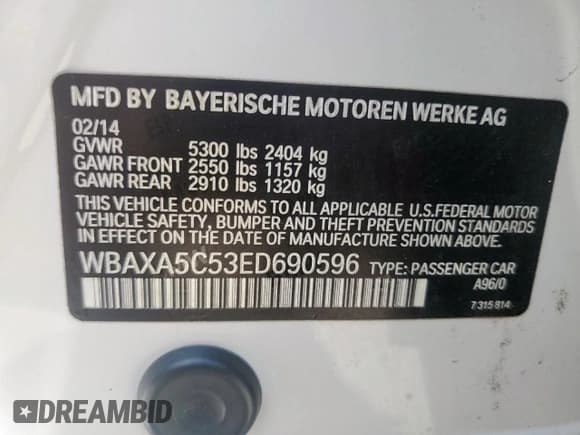 MFD BY BAYERISCHE MOTOREN WERKE AG
02/14
GVWR 5300 lbs 2404 kg
GAWR FRONT 2550 lbs 1157 kg
GAWR REAR 2910 lbs 1320 kg
THIS VEHICLE CONFORMS TO ALL APPLICABLE U.S.FEDERAL MOTOR
VEHICLE SAFETY, BUMPER AND THEFT PREVENTION STANDARDS
IN EFFECT ON THE DATE OF MANUFACTURE SHOWN ABOVE.
WBAXA5C53ED690596 TYPE: PASSENGER CAR
A96/0
7 315 814
DREAMBID